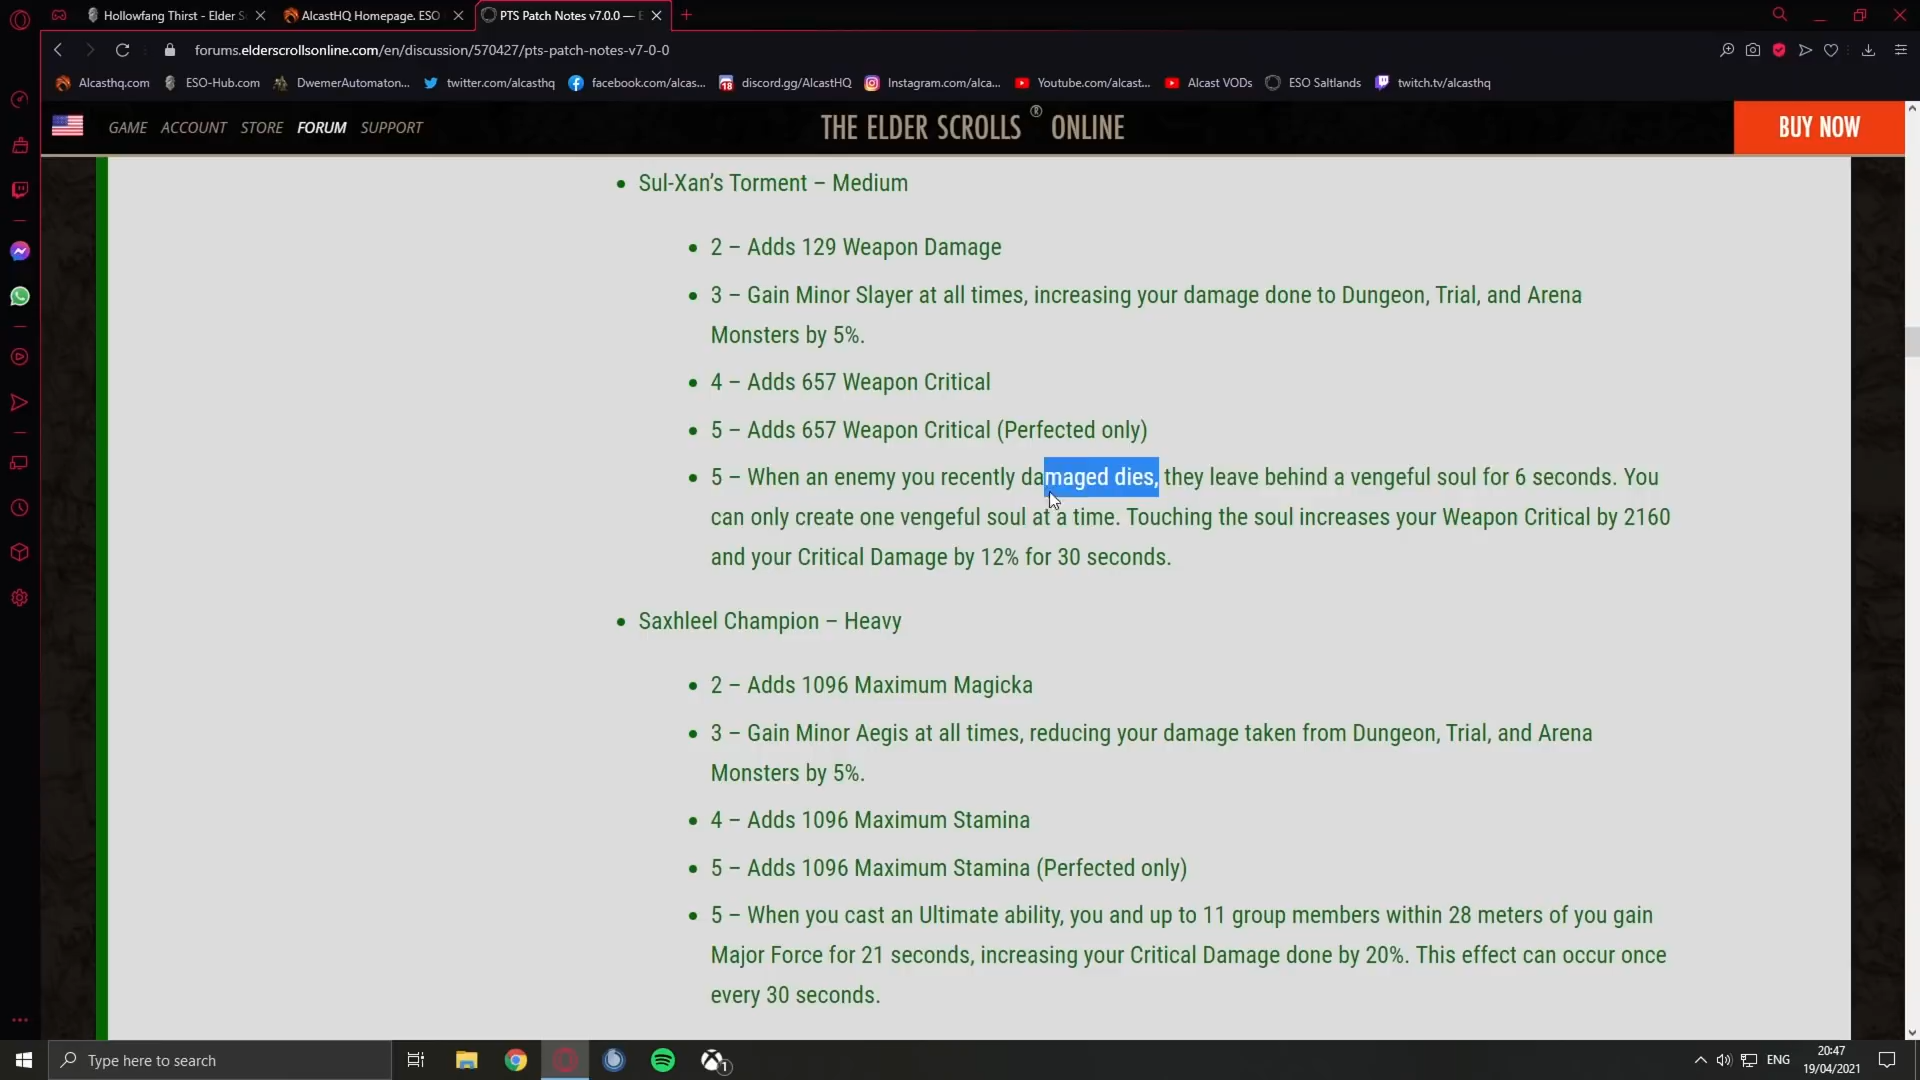 Hollowfang Thirst - Elder S
AlcastHQ Homepage. ESO
PTS Patch Notes v7.0.0 — E
forums.elderscrollsonline.com/en/discussion/570427/pts-patch-notes-v7-0-0
Alcasthq.com
ESO-Hub.com
DwemerAutomaton...
twitter.com/alcasthq
facebook.com/alcas...
18
discord.gg/AlcastHQ
Instagram.com/alca...
Youtube.com/alcast...
Alcast VODs
ESO Saltlands
twitch.tv/alcasthq
GAME ACCOUNT STORE FORUM SUPPORT
THE ELDER SCROLLS ® ONLINE
BUY NOW
• Sul-Xan's Torment – Medium
• 2 – Adds 129 Weapon Damage
• 3 – Gain Minor Slayer at all times, increasing your damage done to Dungeon, Trial, and Arena
Monsters by 5%.
• 4 – Adds 657 Weapon Critical
• 5 – Adds 657 Weapon Critical (Perfected only)
• 5 – When an enemy you recently damaged dies, they leave behind a vengeful soul for 6 seconds. You
can only create one vengeful soul at a time. Touching the soul increases your Weapon Critical by 2160
and your Critical Damage by 12% for 30 seconds.
• Saxhleel Champion – Heavy
• 2 – Adds 1096 Maximum Magicka
• 3 – Gain Minor Aegis at all times, reducing your damage taken from Dungeon, Trial, and Arena
Monsters by 5%.
• 4 – Adds 1096 Maximum Stamina
• 5 – Adds 1096 Maximum Stamina (Perfected only)
• 5 – When you cast an Ultimate ability, you and up to 11 group members within 28 meters of you gain
Major Force for 21 seconds, increasing your Critical Damage done by 20%. This effect can occur once
every 30 seconds.
Type here to search
1
ENG
20:47
19/04/2021